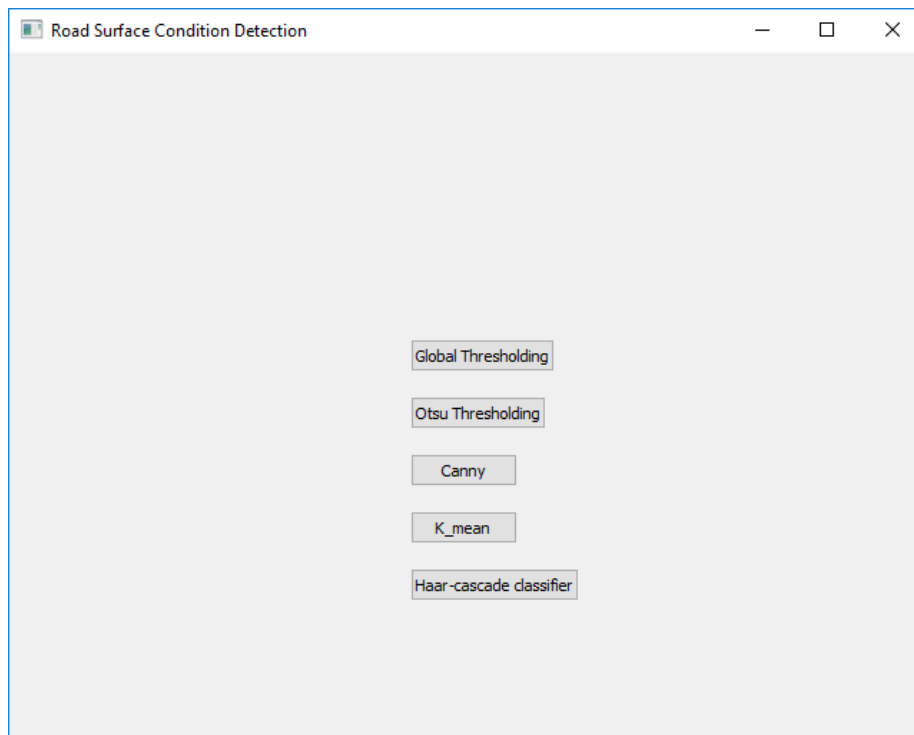 Road Surface Condition Detection
Global Thresholding
Otsu Thresholding
Canny
K_mean
Haar-cascade classifier